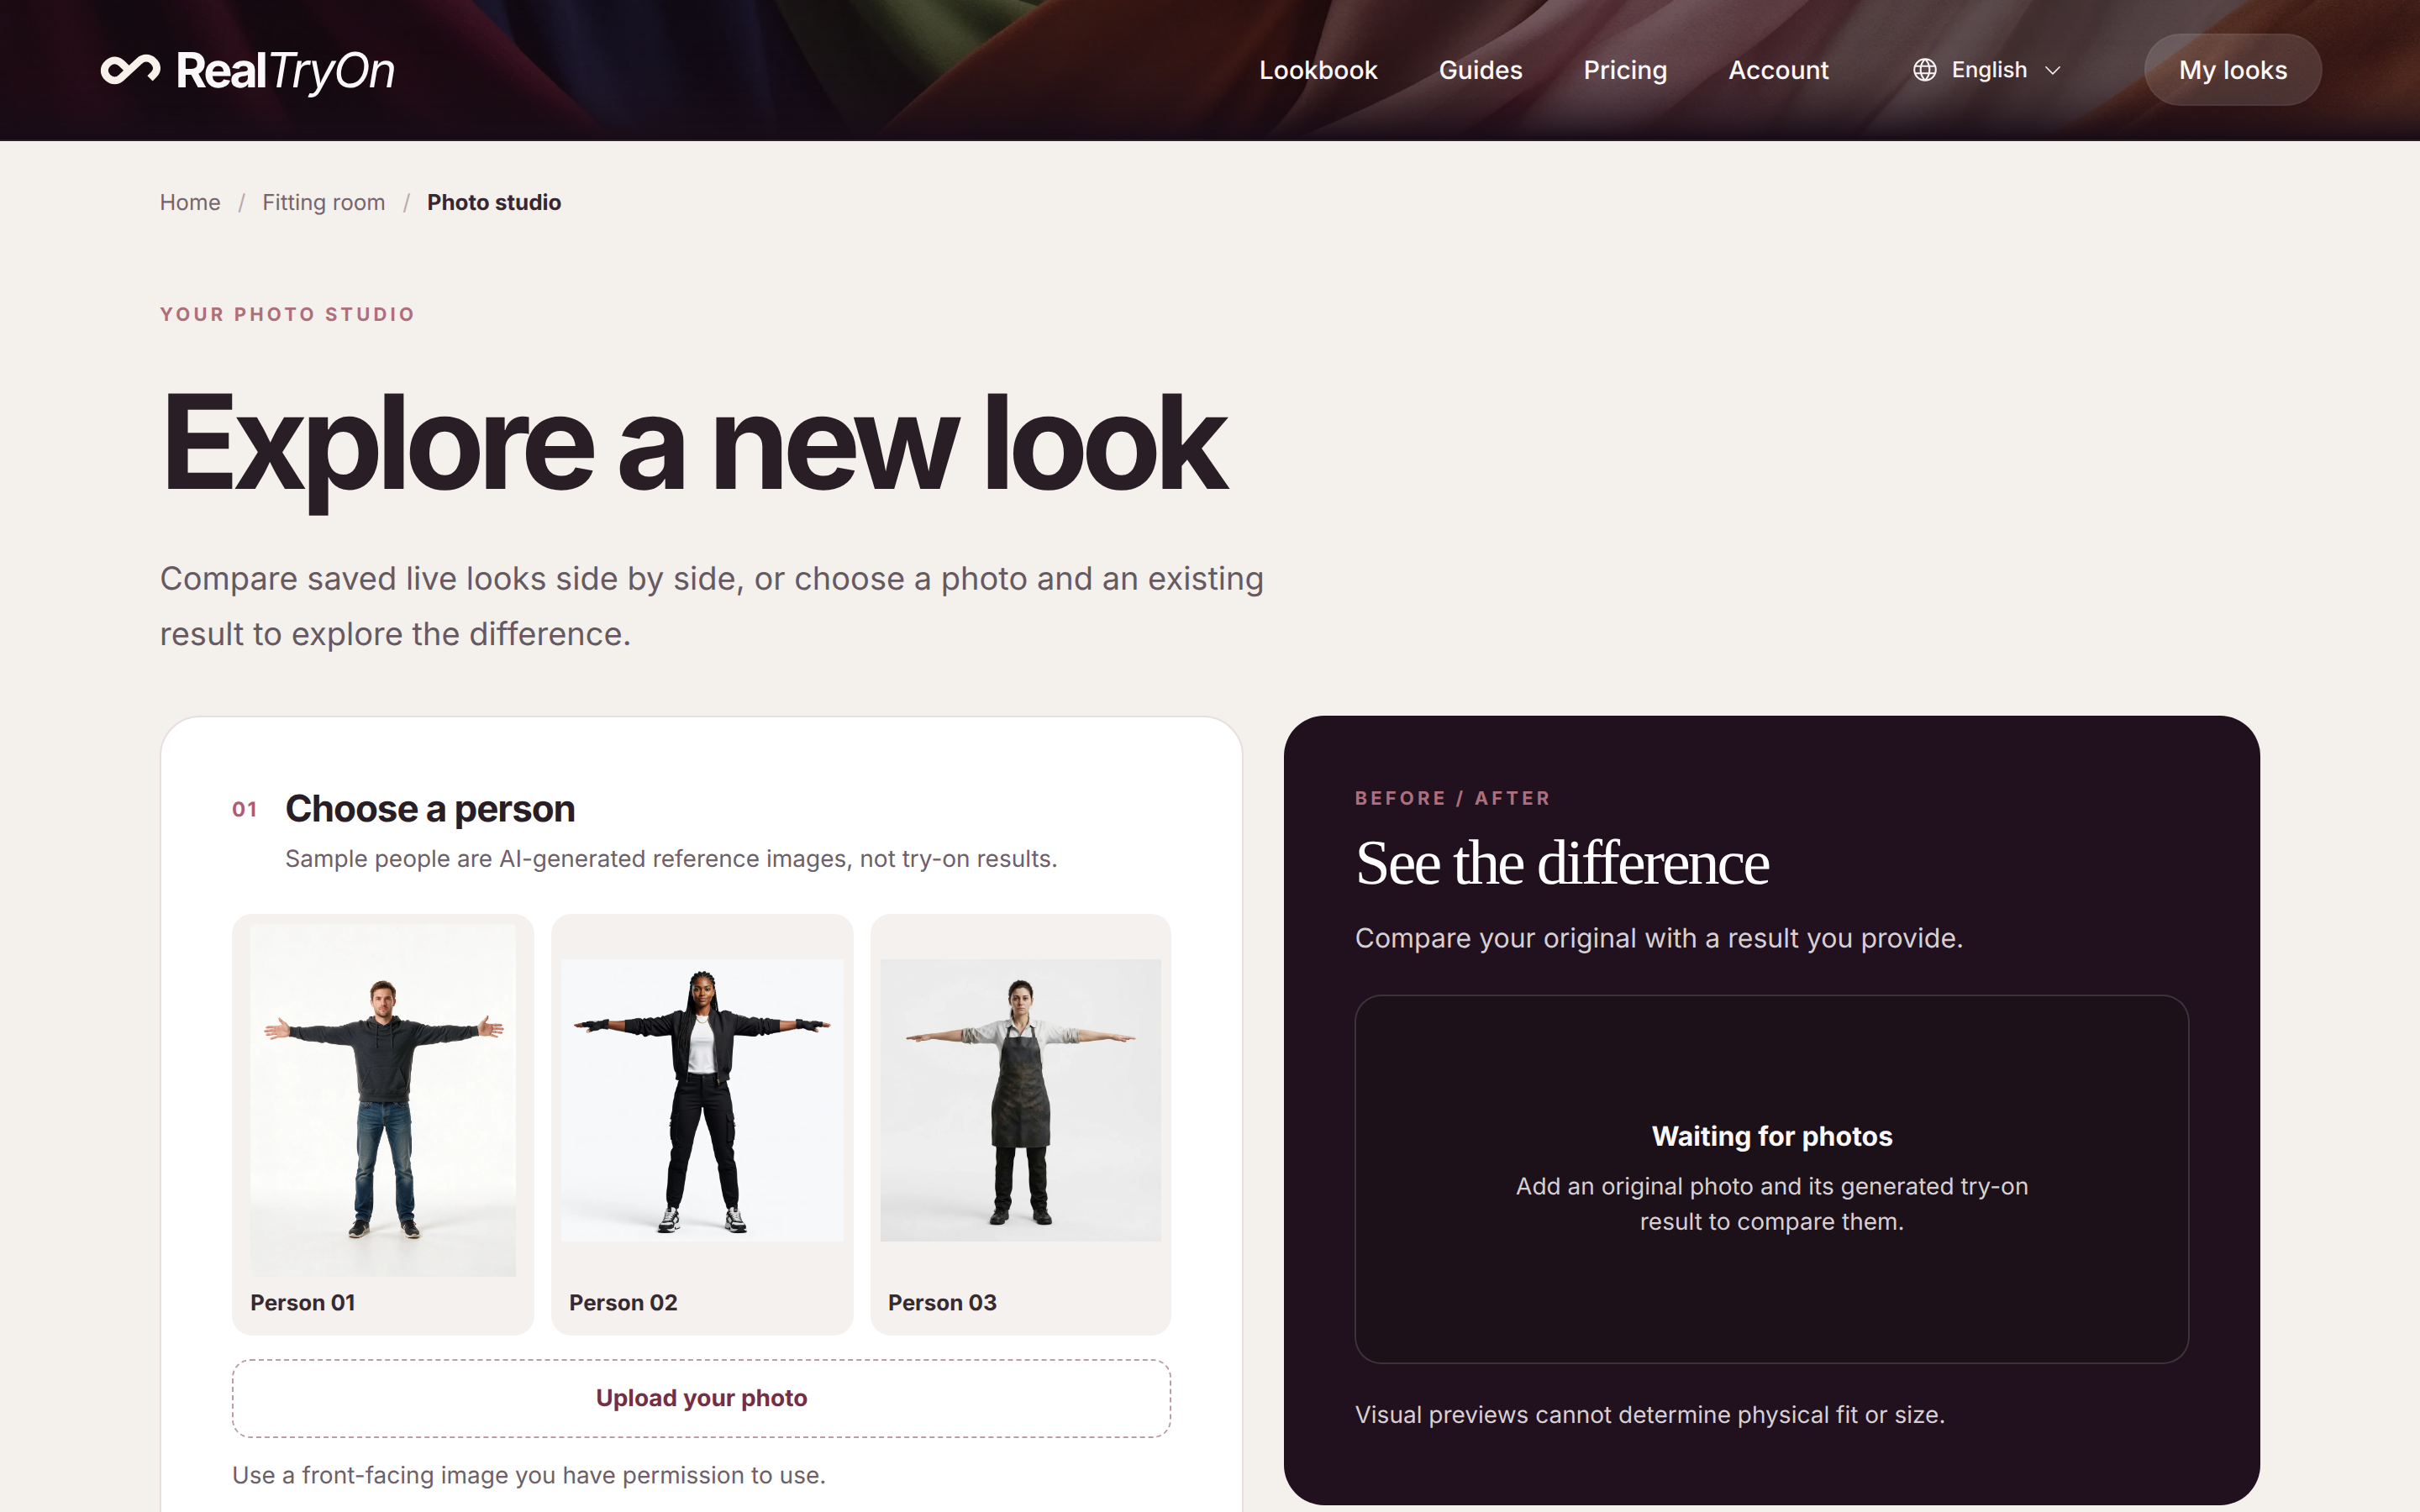 RealTryOn
Lookbook
Guides
Pricing
Account
English
My looks
Home / Fitting room / Photo studio
YOUR PHOTO STUDIO
Explore a new look
Compare saved live looks side by side, or choose a photo and an existing
result to explore the difference.
01 Choose a person
Sample people are AI-generated reference images, not try-on results.
Person 01
Person 02
Person 03
Upload your photo
Use a front-facing image you have permission to use.
BEFORE / AFTER
See the difference
Compare your original with a result you provide.
Waiting for photos
Add an original photo and its generated try-on
result to compare them.
Visual previews cannot determine physical fit or size.